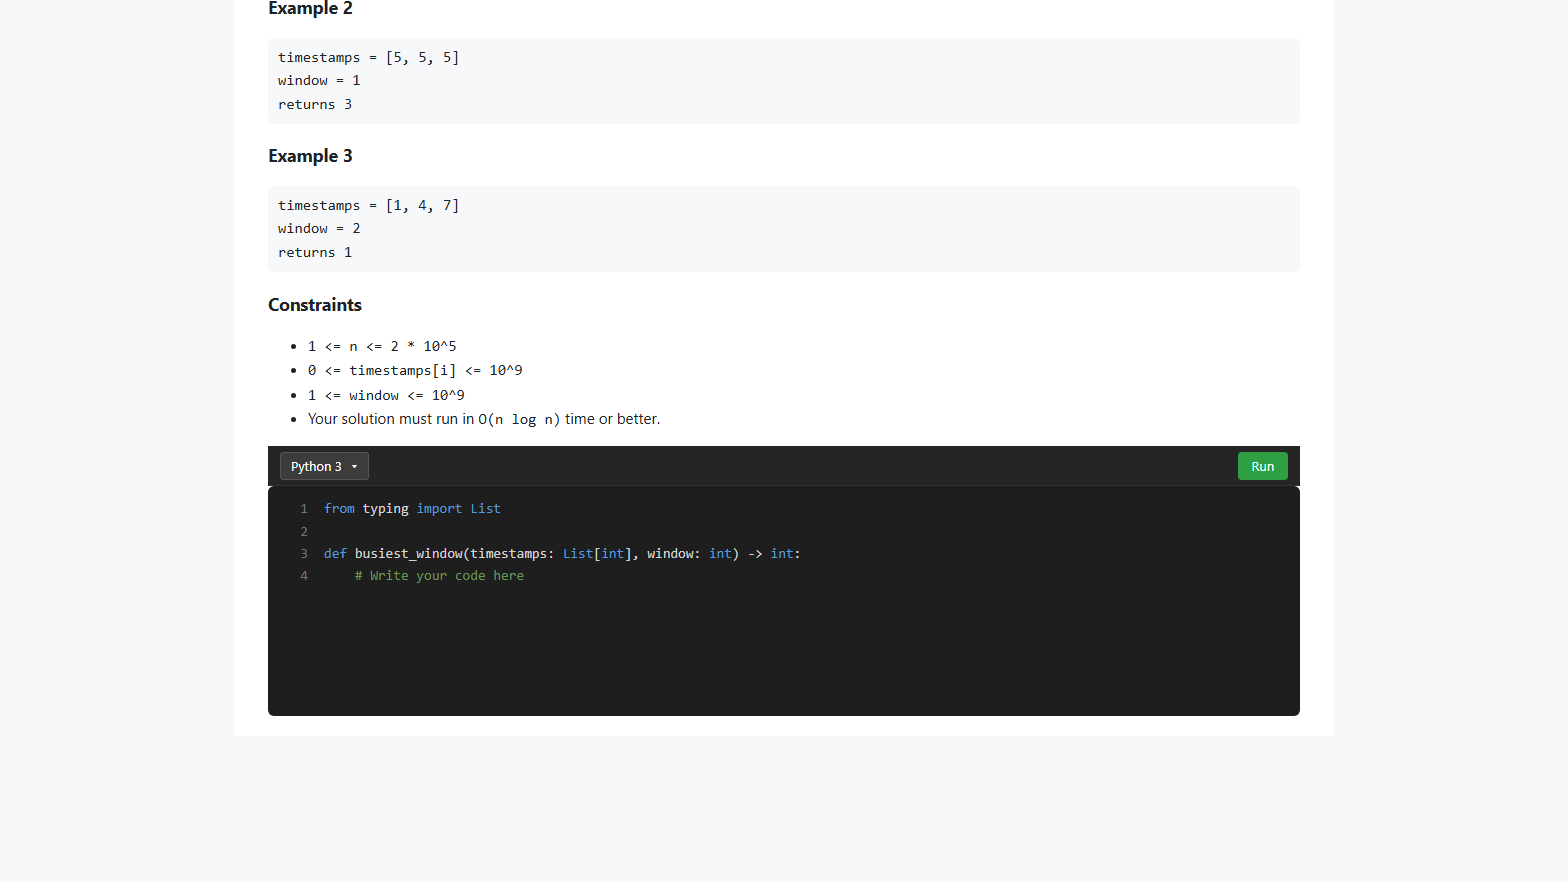 Example 2
timestamps = [5, 5, 5]
window = 1
returns 3
Example 3
timestamps = [1, 4, 7]
window = 2
returns 1
Constraints
• 1 <= n <= 2 * 10^5
• 0 <= timestamps[i] <= 10^9
• 1 <= window <= 10^9
• Your solution must run in O(n log n) time or better.
Python 3 Run
1 from typing import List
2
3 def busiest_window(timestamps: List[int], window: int) -> int:
4     # Write your code here